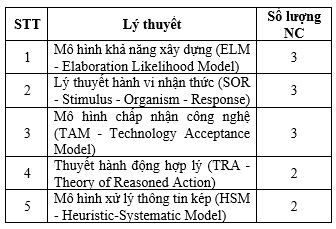 STT Lý thuyết Số lượng NC
1 Mô hình khả năng xây dựng (ELM
- Elaboration Likelihood Model) 3
2 Lý thuyết hành vi nhận thức (SOR
- Stimulus - Organism - Response) 3
3 Mô hình chấp nhận công nghệ
(TAM - Technology Acceptance
Model) 3
4 Thuyết hành động hợp lý (TRA -
Theory of Reasoned Action) 2
5 Mô hình xử lý thông tin kép (HSM
- Heuristic-Systematic Model) 2